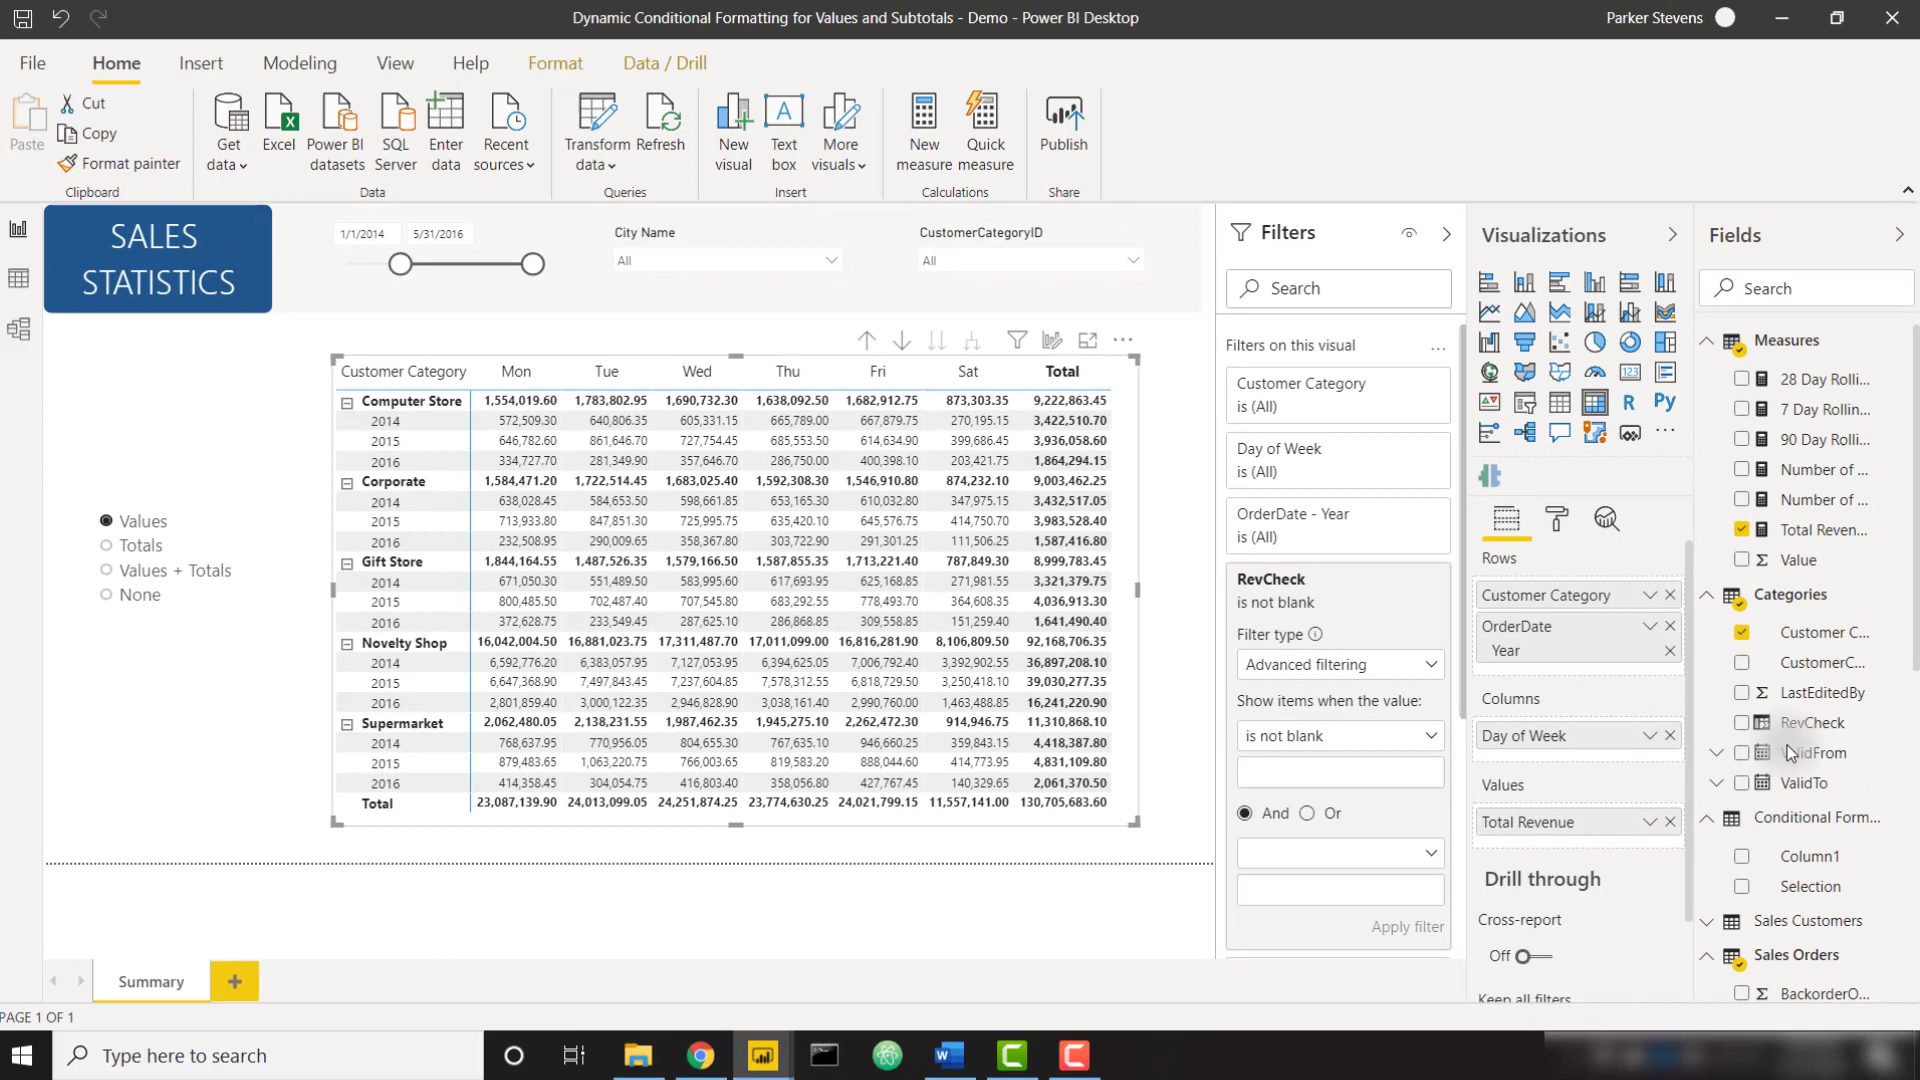 Dynamic Conditional Formatting for Values and Subtotals - Demo - Power BI Desktop
Parker Stevens
File Home Insert Modeling View Help Format Data / Drill
Paste
Cut
Copy
Format painter
Clipboard
Get data
Excel
Power BI datasets
SQL Server
Enter data
Recent sources
Data
Transform data
Refresh
Queries
New visual
Text box
More visuals
Insert
New measure
Quick measure
Calculations
Publish
Share
SALES
STATISTICS
1/1/2014 5/31/2016
City Name
All
CustomerCategoryID
All
Values
Totals
Values + Totals
None
Customer Category Mon Tue Wed Thu Fri Sat Total
Computer Store 1,554,019.60 1,783,802.95 1,690,732.30 1,638,092.50 1,682,912.75 873,303.35 9,222,863.45
2014 572,509.30 640,806.35 605,331.15 665,789.00 667,879.75 270,195.15 3,422,510.70
2015 646,782.60 861,646.70 727,754.45 685,553.50 614,634.90 399,686.45 3,936,058.60
2016 334,727.70 281,349.90 357,646.70 286,750.00 400,398.10 203,421.75 1,864,294.15
Corporate 1,584,471.20 1,722,514.45 1,683,025.40 1,592,308.30 1,546,910.80 874,232.10 9,003,462.25
2014 638,028.45 584,653.50 598,661.85 653,165.30 610,032.80 347,975.15 3,432,517.05
2015 713,933.80 847,851.30 725,995.75 635,420.10 645,576.75 414,750.70 3,983,528.40
2016 232,508.95 290,009.65 358,367.80 303,722.90 291,301.25 111,506.25 1,587,416.80
Gift Store 1,844,164.55 1,487,526.35 1,579,166.50 1,587,855.35 1,713,221.40 787,849.30 8,999,783.45
2014 671,050.30 551,489.50 583,995.60 617,693.95 625,168.85 271,981.55 3,321,379.75
2015 800,485.50 702,487.40 707,545.80 683,292.55 778,493.70 364,608.35 4,036,913.30
2016 372,628.75 233,549.45 287,625.10 286,868.85 309,558.85 151,259.40 1,641,490.40
Novelty Shop 16,042,004.50 16,881,023.75 17,311,487.70 17,011,099.00 16,816,281.90 8,106,809.50 92,168,706.35
2014 6,592,776.20 6,383,057.95 7,127,053.95 6,394,625.05 7,006,792.40 3,392,902.55 36,897,208.10
2015 6,647,368.90 7,497,843.45 7,237,604.85 7,578,312.55 6,818,729.50 3,250,418.10 39,030,277.35
2016 2,801,859.40 3,000,122.35 2,946,828.90 3,038,161.40 2,990,760.00 1,463,488.85 16,241,220.90
Supermarket 2,062,480.05 2,138,231.55 1,987,462.35 1,945,275.10 2,262,472.30 914,946.75 11,310,868.10
2014 768,637.95 770,956.05 804,655.30 767,635.10 946,660.25 359,843.15 4,418,387.80
2015 879,483.65 1,063,220.75 766,003.65 819,583.20 888,044.60 414,773.95 4,831,109.80
2016 414,358.45 304,054.75 416,803.40 358,056.80 427,767.45 140,329.65 2,061,370.50
Total 23,087,139.90 24,013,099.05 24,251,874.25 23,774,630.25 24,021,799.15 11,557,141.00 130,705,683.60
Filters
Search
Filters on this visual
Customer Category
is (All)
Day of Week
is (All)
OrderDate - Year
is (All)
RevCheck
is not blank
Filter type
Advanced filtering
Show items when the value:
is not blank
And Or
Apply filter
Visualizations
R Py
Rows
Customer Category
OrderDate
Year
Columns
Day of Week
Values
Total Revenue
Drill through
Cross-report
Off
Keep all filters
Fields
Search
Measures
28 Day Rolli...
7 Day Rollin...
90 Day Rolli...
Number of ...
Number of ...
Total Reven...
Value
Categories
Customer C...
CustomerC...
LastEditedBy
RevCheck
ValidFrom
ValidTo
Conditional Form...
Column1
Selection
Sales Customers
Sales Orders
BackorderO...
Summary
PAGE 1 OF 1
Type here to search